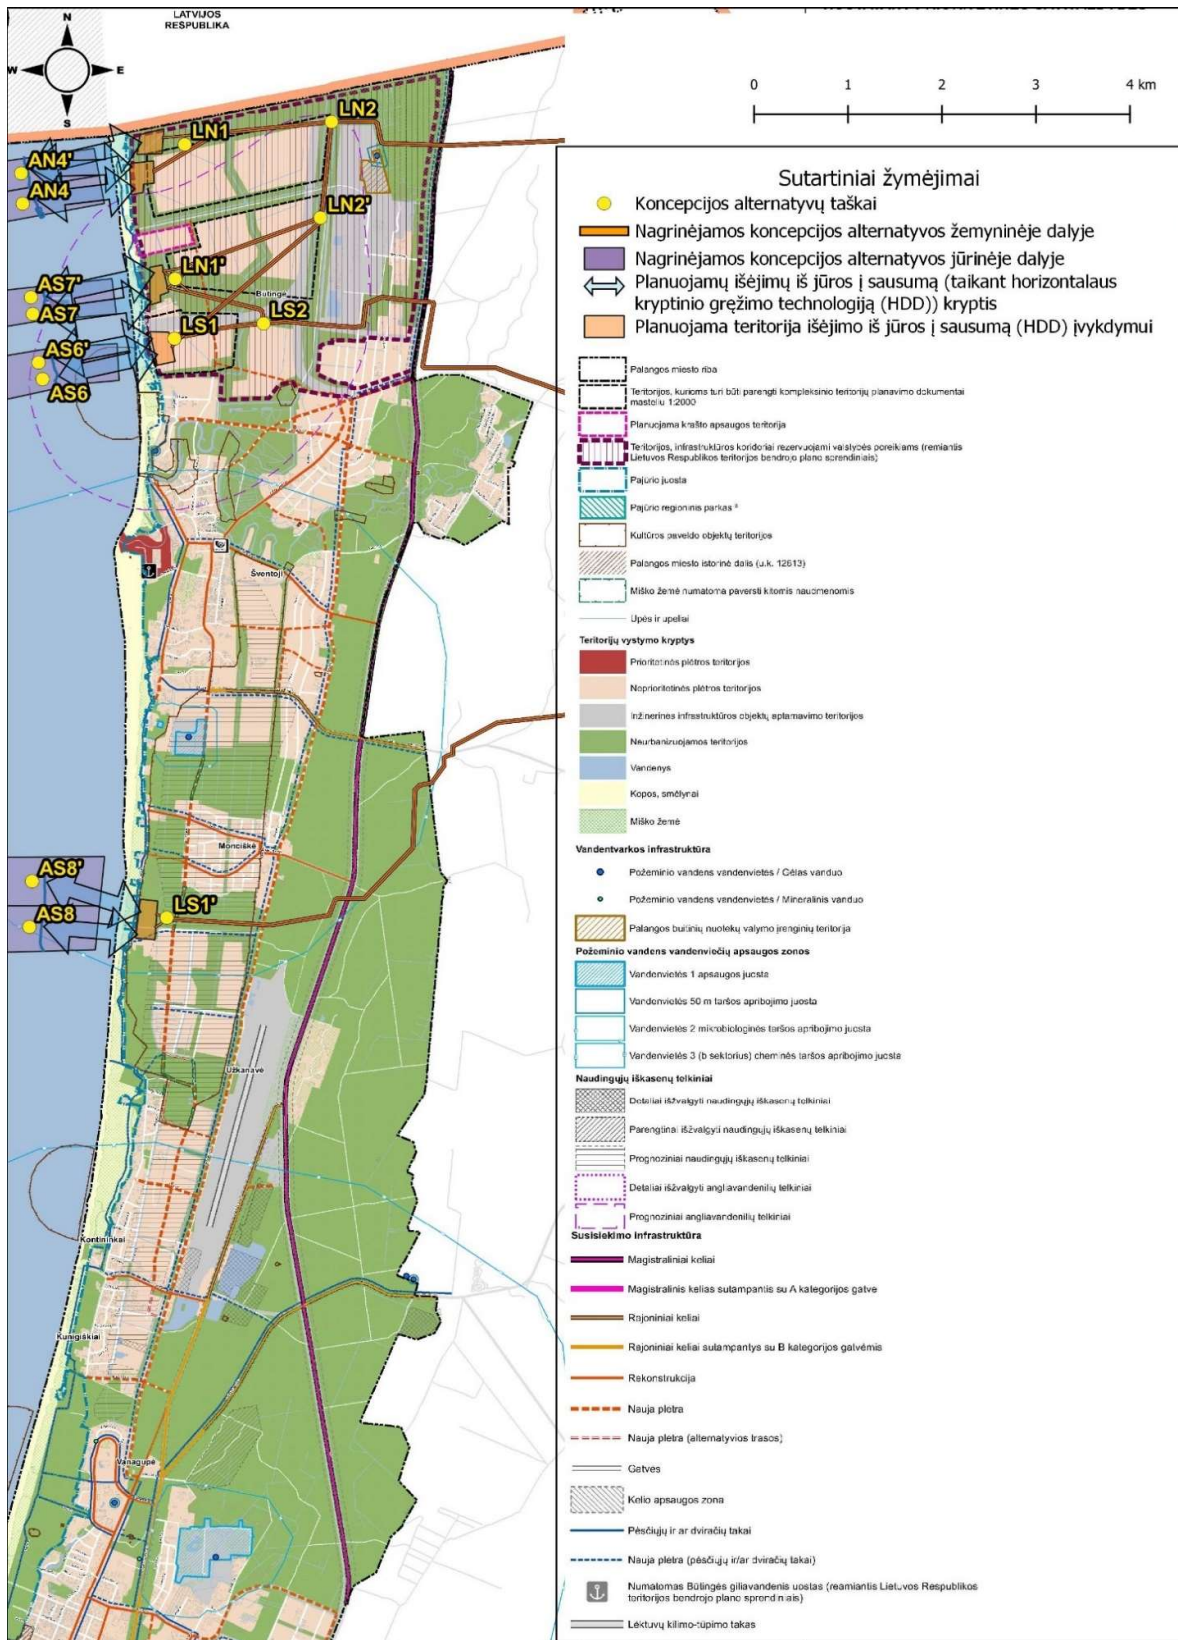 LATVIJOS
REŠPUBLIKA
N
W
E
S
0 1 2 3 4 km
LN2
LN1
AN4'
AN4
LN2'
LN1'
AS7'
AS7
Būtingė
LS2
LS1
AS6'
AS6
Šventoji
Monciškė
AS8'
AS8
LS1'
Užkanavė
Kontininkai
Kunigiškiai
Vanagupė
Sutartiniai žymėjimai
Koncepcijos alternatyvų taškai
Nagrinėjamos koncepcijos alternatyvos žemyninėje dalyje
Nagrinėjamos koncepcijos alternatyvos jūrinėje dalyje
Planuojamų išėjimų iš jūros į sausumą (taikant horizontalaus
kryptinio gręžimo technologiją (HDD)) kryptis
Planuojama teritorija išėjimo iš jūros į sausumą (HDD) įvykdymui
Palangos miesto riba
Teritorijos, kurioms turi būti parengti kompleksinio teritorijų planavimo dokumentai
masteliu 1:2000
Planuojama krašto apsaugos teritorija
Teritorijos, infrastruktūros koridoriai rezervuojami valstybės poreikiams (remiantis
Lietuvos Respublikos teritorijos bendrojo plano sprendiniais)
Pajūrio juosta
Pajūrio regioninis parkas
Kultūros paveldo objektų teritorijos
Palangos miesto istorinė dalis (u.k. 12613)
Miško žemė numatoma paversti kitomis naudmenomis
Upės ir upeliai
Teritorijų vystymo kryptys
Prioritetinės plėtros teritorijos
Neprioritetinės plėtros teritorijos
Inžinerinės infrastruktūros objektų aptarnavimo teritorijos
Neurbanizuojamos teritorijos
Vandenys
Kopos, smėlynai
Miško žemė
Vandentvarkos infrastruktūra
Požeminio vandens vandenvietės / Gėlas vanduo
Požeminio vandens vandenvietės / Mineralinis vanduo
Palangos buitinių nuotekų valymo įrenginių teritorija
Požeminio vandens vandenviečių apsaugos zonos
Vandenvietės 1 apsaugos juosta
Vandenvietės 50 m taršos apribojimo juosta
Vandenvietės 2 mikrobiologinės taršos apribojimo juosta
Vandenvietės 3 (b sektorius) cheminės taršos apribojimo juosta
Naudingųjų iškasenų telkiniai
Detaliai išžvalgyti naudingųjų iškasenų telkiniai
Parengtinai išžvalgyti naudingųjų iškasenų telkiniai
Prognoziniai naudingųjų iškasenų telkiniai
Detaliai išžvalgyti angliavandenilių telkiniai
Prognoziniai angliavandenilių telkiniai
Susisiekimo infrastruktūra
Magistraliniai keliai
Magistralinis kelias sutampantis su A kategorijos gatve
Rajoniniai keliai
Rajoniniai keliai sutampantys su B kategorijos gatvėmis
Rekonstrukcija
Nauja plėtra
Nauja plėtra (alternatyvios trasos)
Gatvės
Kelio apsaugos zona
Pėsčiųjų ir ar dviračių takai
Nauja plėtra (pėsčiųjų ir/ar dviračių takai)
Numatomas Būtingės giliavandenis uostas (reamiantis Lietuvos Respublikos
teritorijos bendrojo plano sprendiniais)
Lėktuvų kilimo-tūpimo takas